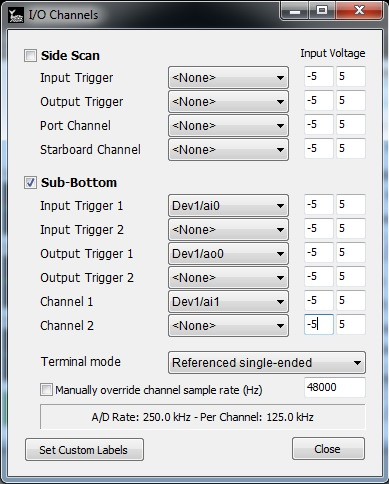 I/O Channels
Side Scan Input Voltage
Input Trigger <None> -5 5
Output Trigger <None> -5 5
Port Channel <None> -5 5
Starboard Channel <None> -5 5
Sub-Bottom
Input Trigger 1 Dev1/ai0 -5 5
Input Trigger 2 <None> -5 5
Output Trigger 1 Dev1/ao0 -5 5
Output Trigger 2 <None> -5 5
Channel 1 Dev1/ai1 -5 5
Channel 2 <None> -5 5
Terminal mode Referenced single-ended
Manually override channel sample rate (Hz) 48000
A/D Rate: 250.0 kHz - Per Channel: 125.0 kHz
Set Custom Labels Close